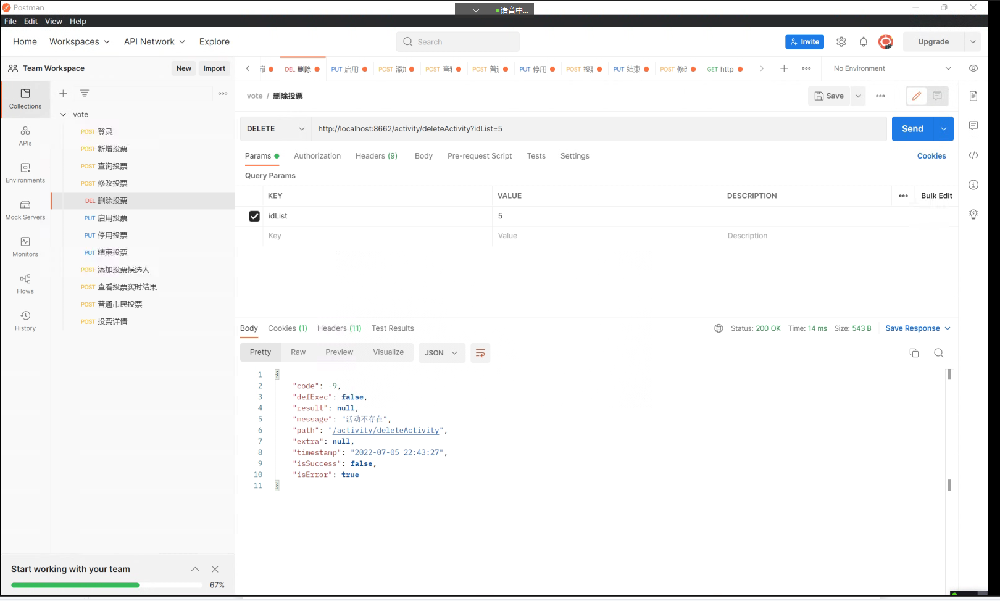 Postman
语音中...
File Edit View Help
Home Workspaces API Network Explore
Search
Invite
Upgrade
Team Workspace
New Import
DEL 删除 PUT 启用 POST POST POST PUT 停用 POST PUT 结束 POST GET http
No Environment
Collections
APIs
Environments
Mock Servers
Monitors
Flows
History
vote
POST 登录
POST 新增投票
POST 查询投票
POST 修改投票
DEL 删除投票
PUT 启用投票
PUT 停用投票
PUT 结束投票
POST 添加投票候选人
POST 查看投票实时结果
POST 普通市民投票
POST 投票详情
Start working with your team
67%
vote / 删除投票
Save
DELETE http://localhost:8662/activity/deleteActivity?idList=5
Send
Params Authorization Headers (9) Body Pre-request Script Tests Settings Cookies
Query Params
KEY VALUE DESCRIPTION Bulk Edit
idList 5
Key Value Description
Body Cookies (1) Headers (11) Test Results
Status: 200 OK Time: 14 ms Size: 543 B Save Response
Pretty Raw Preview Visualize JSON
1 {
2 "code": -9,
3 "defExec": false,
4 "result": null,
5 "message": "活动不存在",
6 "path": "/activity/deleteActivity",
7 "extra": null,
8 "timestamp": "2022-07-05 22:43:27",
9 "isSuccess": false,
10 "isError": true
11 }